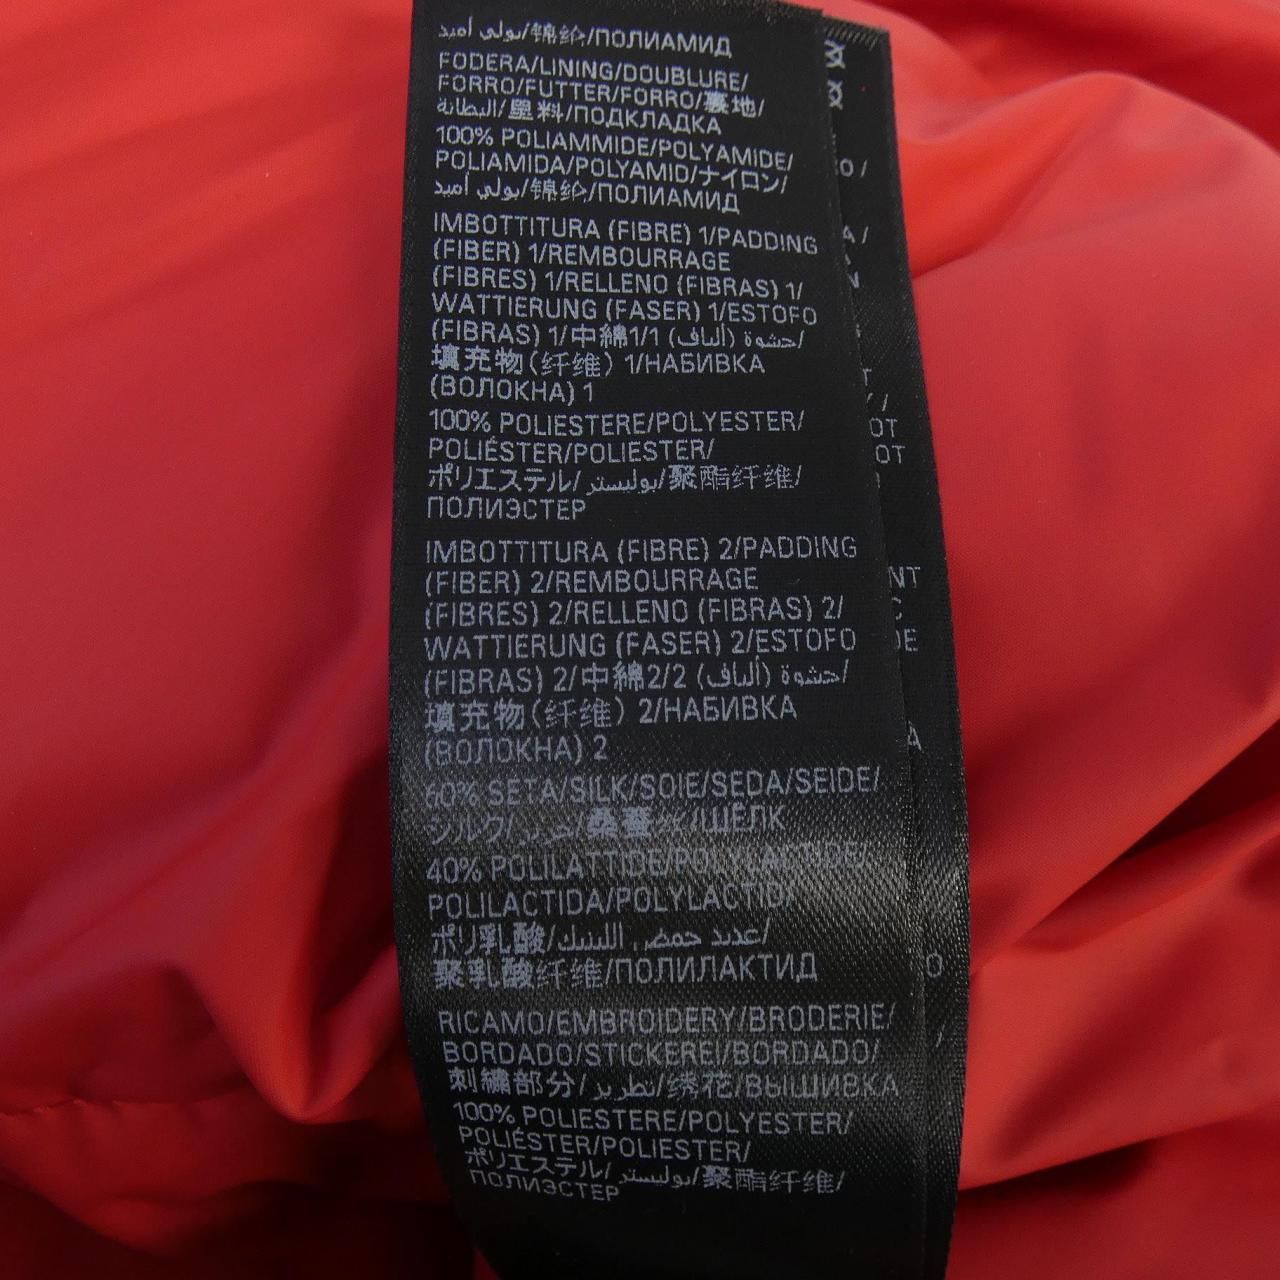 بولي أميد/锦纶/ПОЛИАМИД
FODERA/LINING/DOUBLURE/
FORRO/FUTTER/FORRO/裏地/
البطانة/里料/ПОДКЛАДКА
100% POLIAMMIDE/POLYAMIDE/
POLIAMIDA/POLYAMID/ナイロン/
بولي أميد/锦纶/ПОЛИАМИД
IMBOTTITURA (FIBRE) 1/PADDING
(FIBER) 1/REMBOURRAGE
(FIBRES) 1/RELLENO (FIBRAS) 1/
WATTIERUNG (FASER) 1/ESTOFO
(FIBRAS) 1/中綿1/1 (ألياف) حشوة/
填充物(纤维) 1/НАБИВКА
(ВОЛОКНА) 1
100% POLIESTERE/POLYESTER/
POLIÉSTER/POLIESTER/
ポリエステル/بوليستر/聚酯纤维/
ПОЛИЭСТЕР
IMBOTTITURA (FIBRE) 2/PADDING
(FIBER) 2/REMBOURRAGE
(FIBRES) 2/RELLENO (FIBRAS) 2/
WATTIERUNG (FASER) 2/ESTOFO
(FIBRAS) 2/中綿2/2 (ألياف) حشوة/
填充物(纤维) 2/НАБИВКА
(ВОЛОКНА) 2
60% SETA/SILK/SOIE/SEDA/SEIDE/
シルク/حرير/桑蚕丝/ШЁЛК
40% POLILATTIDE/POLYLACTIDE/
POLILACTIDA/POLYLACTID/
ポリ乳酸/عديد حمض اللبنيك/
聚乳酸纤维/ПОЛИЛАКТИД
RICAMO/EMBROIDERY/BRODERIE/
BORDADO/STICKEREI/BORDADO/
刺繍部分/تطريز/绣花/ВЫШИВКА
100% POLIESTERE/POLYESTER/
POLIÉSTER/POLIESTER/
ポリエステル/بوليستر/聚酯纤维/
ПОЛИЭСТЕР